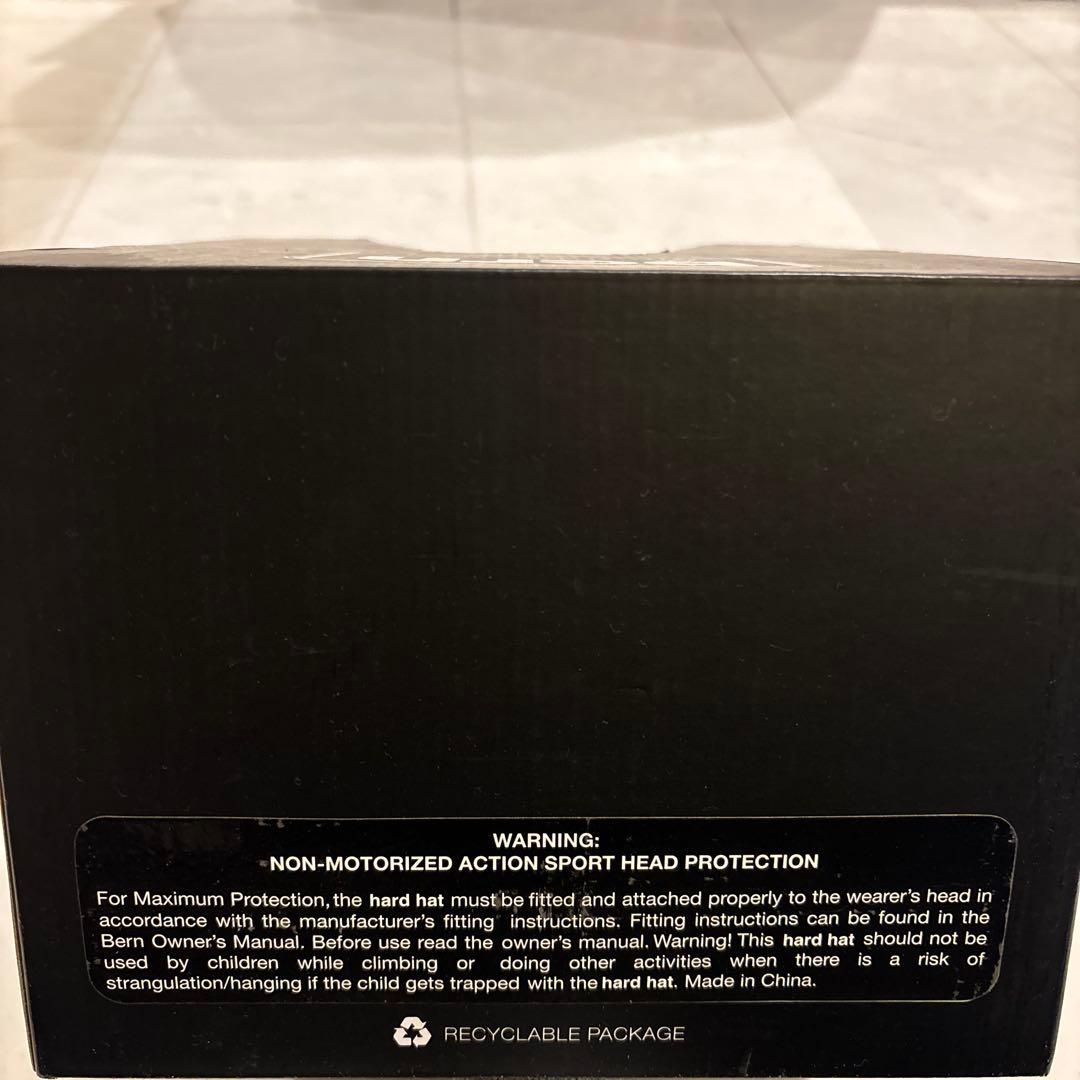 WARNING:
NON-MOTORIZED ACTION SPORT HEAD PROTECTION
For Maximum Protection, the hard hat must be fitted and attached properly to the wearer's head in
accordance with the manufacturer's fitting instructions. Fitting instructions can be found in the
Bern Owner's Manual. Before use read the owner's manual. Warning! This hard hat should not be
used by children while climbing or doing other activities when there is a risk of
strangulation/hanging if the child gets trapped with the hard hat. Made in China.
RECYCLABLE PACKAGE